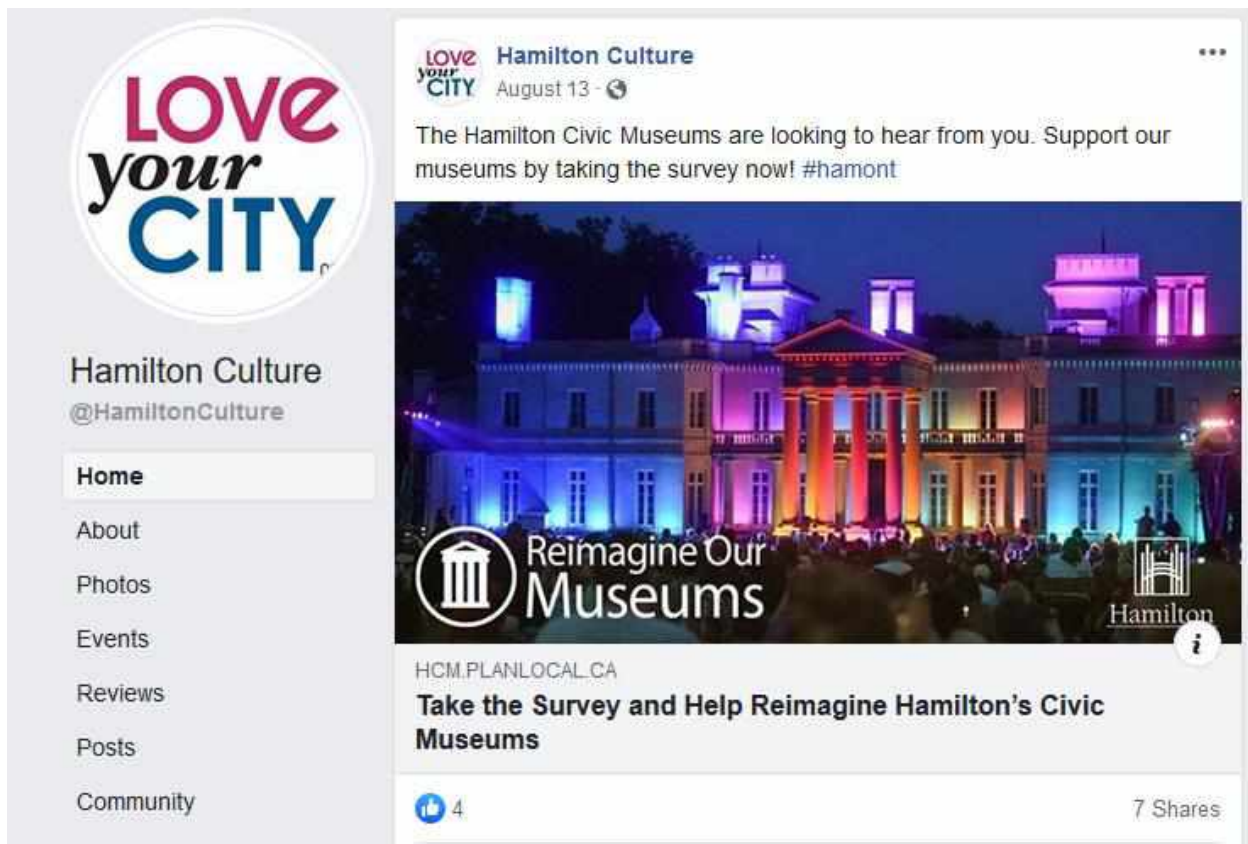 LOVE
your
CITY
Hamilton Culture
@HamiltonCulture
Home
About
Photos
Events
Reviews
Posts
Community
LOVE
your
CITY
Hamilton Culture
August 13 ·
The Hamilton Civic Museums are looking to hear from you. Support our
museums by taking the survey now! #hamont
Reimagine Our
Museums
Hamilton
i
HCM.PLANLOCAL.CA
Take the Survey and Help Reimagine Hamilton's Civic
Museums
4
7 Shares